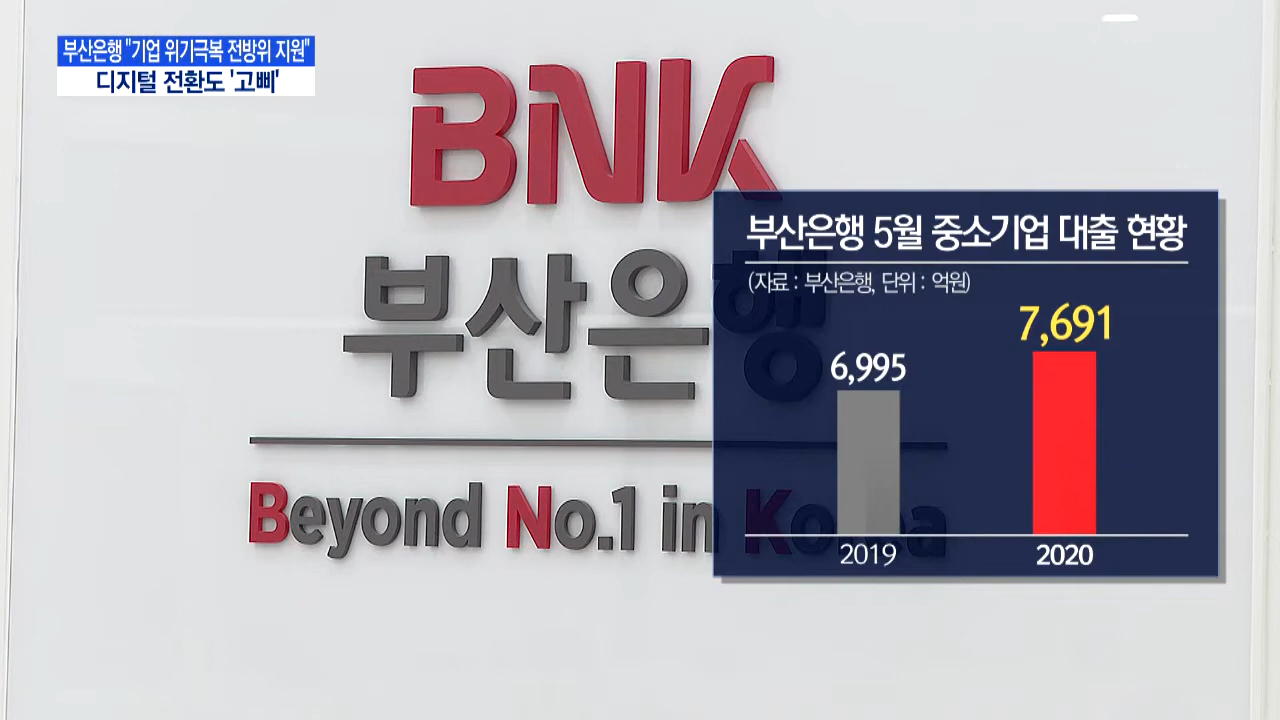 부산은행 "기업 위기극복 전방위 지원"
디지털 전환도 '고삐'
BNK
부산은행
Beyond No.1 in Korea
부산은행 5월 중소기업 대출 현황
(자료 : 부산은행, 단위 : 억원)
6,995
7,691
2019
2020